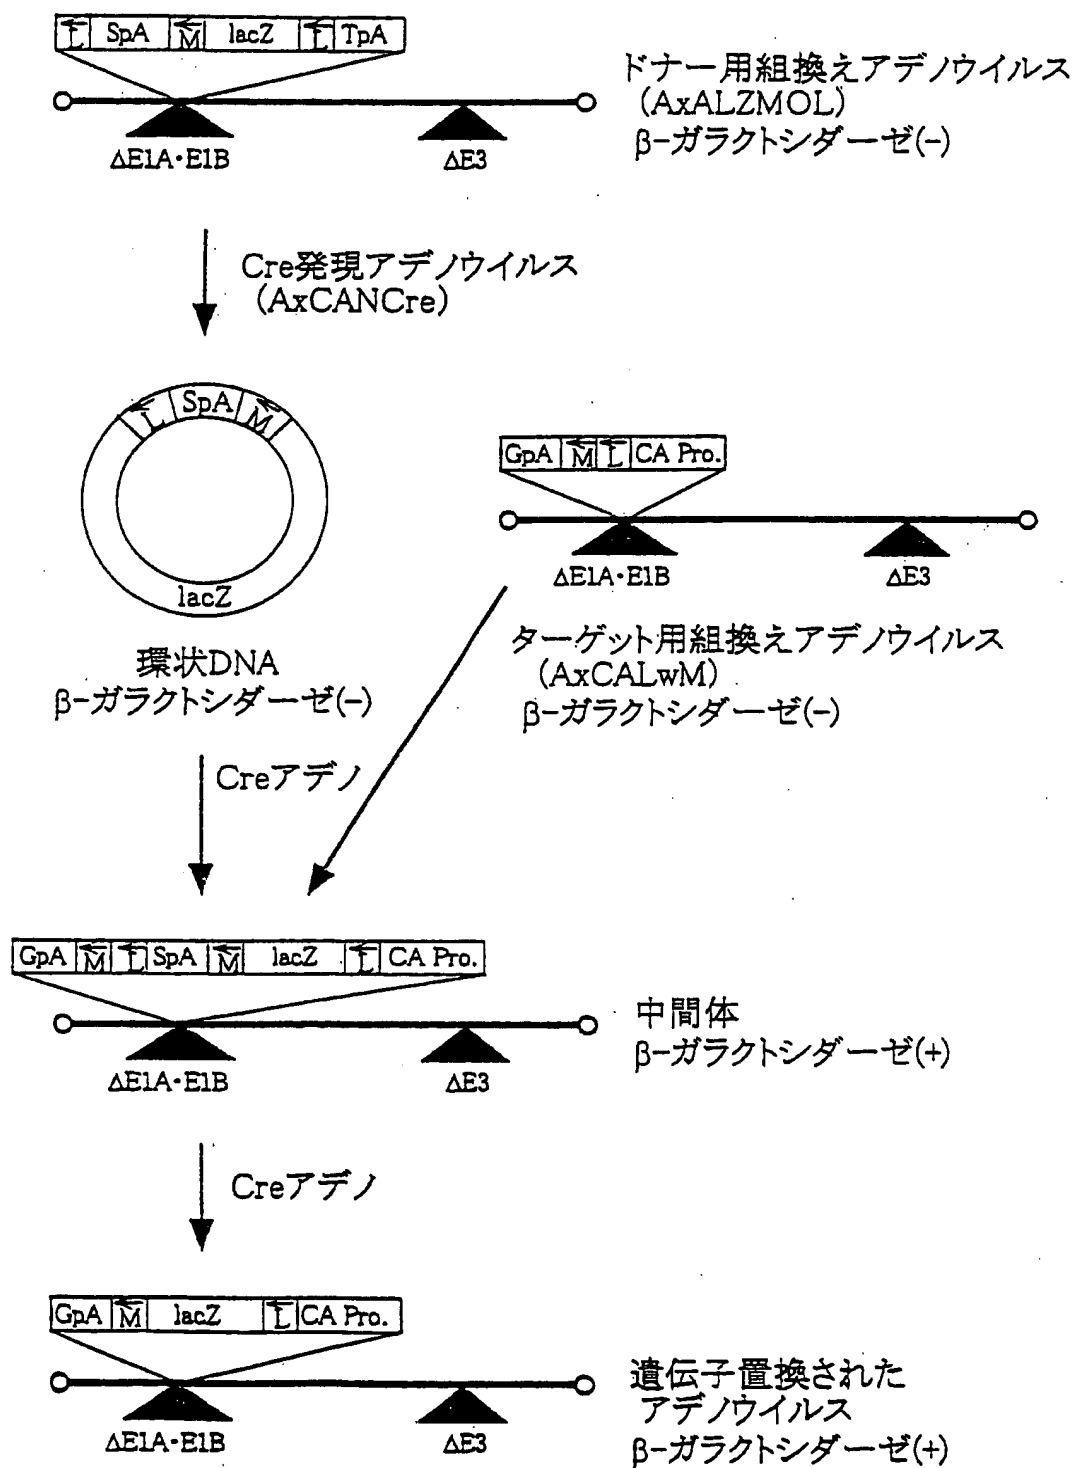 L SpA M lacZ L TpA
ドナー用組換えアデノウイルス
(AxALZMOL)
β-ガラクトシダーゼ(-)
ΔE1A・E1B ΔE3
Cre発現アデノウイルス
(AxCANCre)
L SpA M
lacZ
環状DNA
β-ガラクトシダーゼ(-)
GpA M L CA Pro.
ΔE1A・E1B ΔE3
ターゲット用組換えアデノウイルス
(AxCALwM)
β-ガラクトシダーゼ(-)
Creアデノ
GpA M L SpA M lacZ L CA Pro.
ΔE1A・E1B ΔE3
中間体
β-ガラクトシダーゼ(+)
Creアデノ
GpA M lacZ L CA Pro.
ΔE1A・E1B ΔE3
遺伝子置換された
アデノウイルス
β-ガラクトシダーゼ(+)